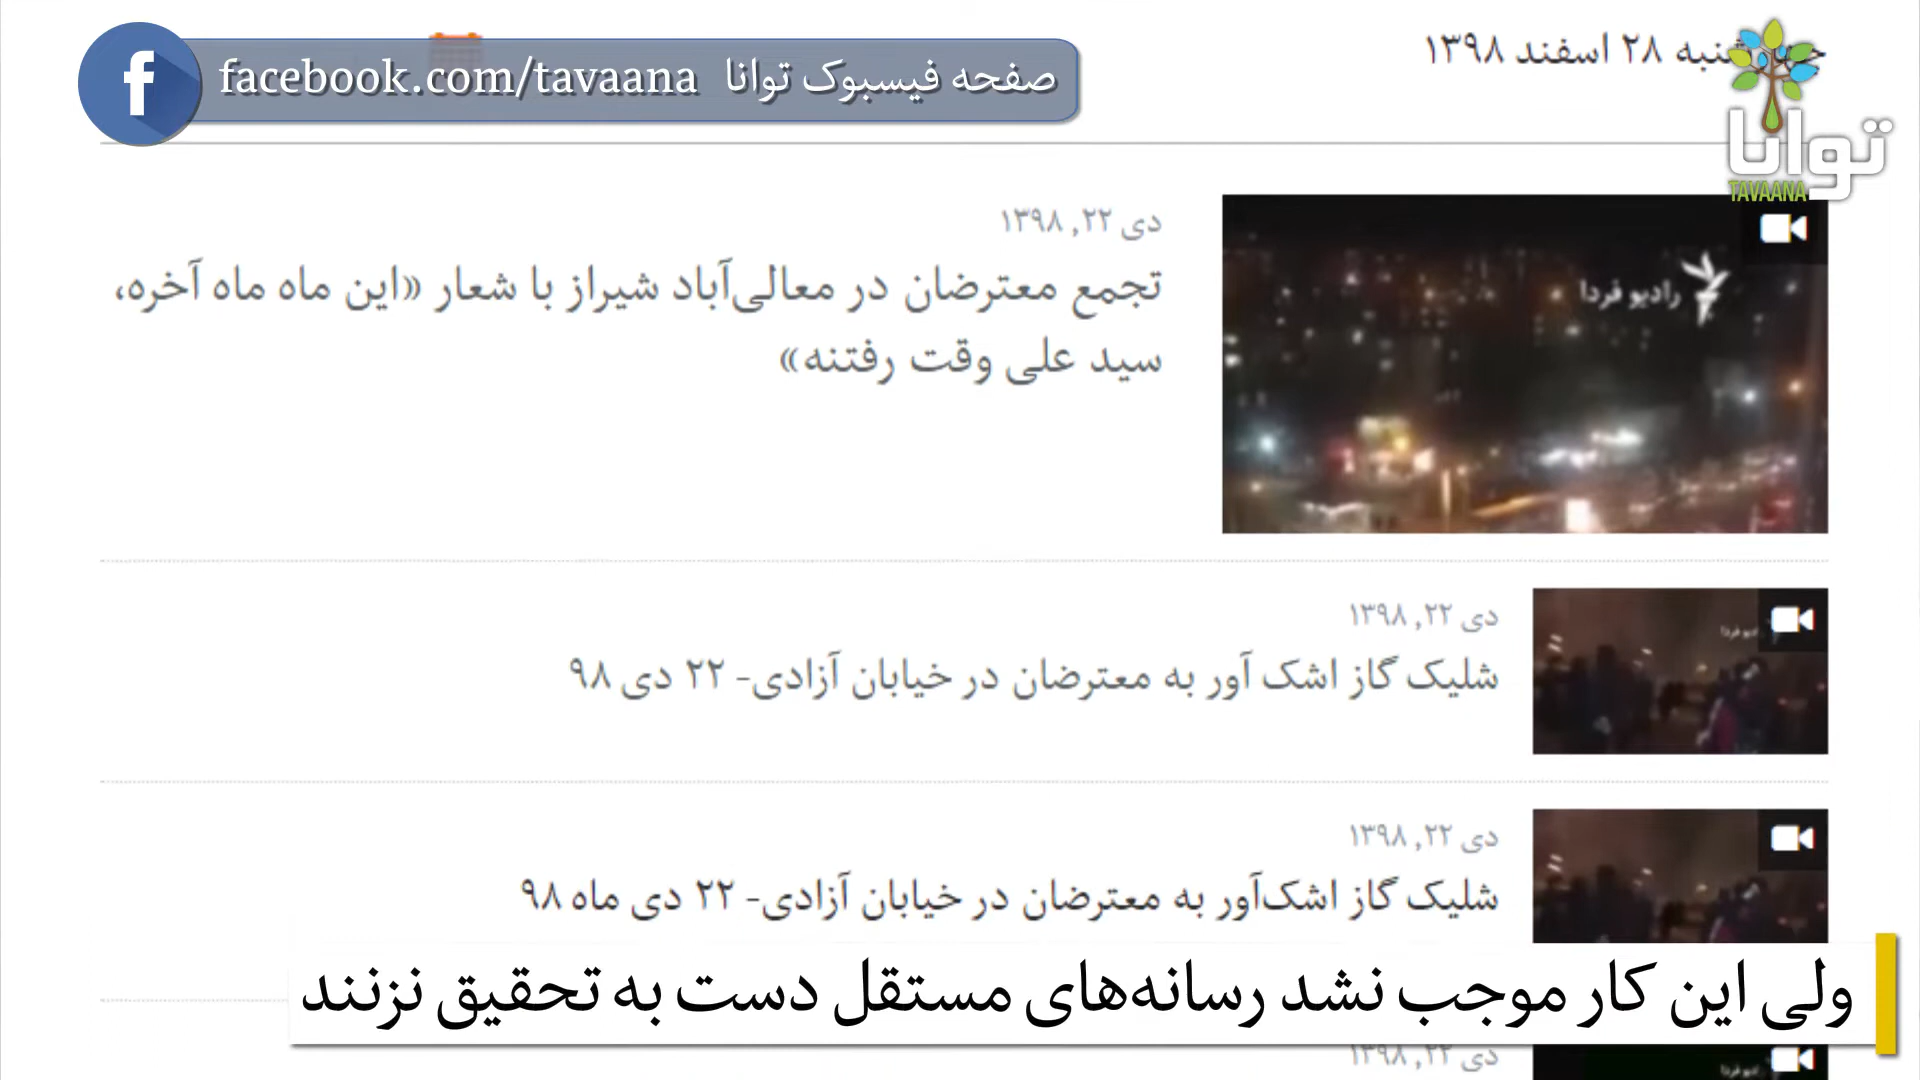 صفحه فیسبوک توانا facebook.com/tavaana
شنبه ۲۸ اسفند ۱۳۹۸
توانا
TAVAANA
دی ۲۲, ۱۳۹۸
تجمع معترضان در معالی‌آباد شیراز با شعار «این ماه ماه آخره،
سید علی وقت رفتنه»
رادیو فردا
دی ۲۲, ۱۳۹۸
شلیک گاز اشک آور به معترضان در خیابان آزادی- ۲۲ دی ۹۸
دی ۲۲, ۱۳۹۸
شلیک گاز اشک‌آور به معترضان در خیابان آزادی- ۲۲ دی ماه ۹۸
ولی این کار موجب نشد رسانه‌های مستقل دست به تحقیق نزنند
دی ۲۲, ۱۳۹۸